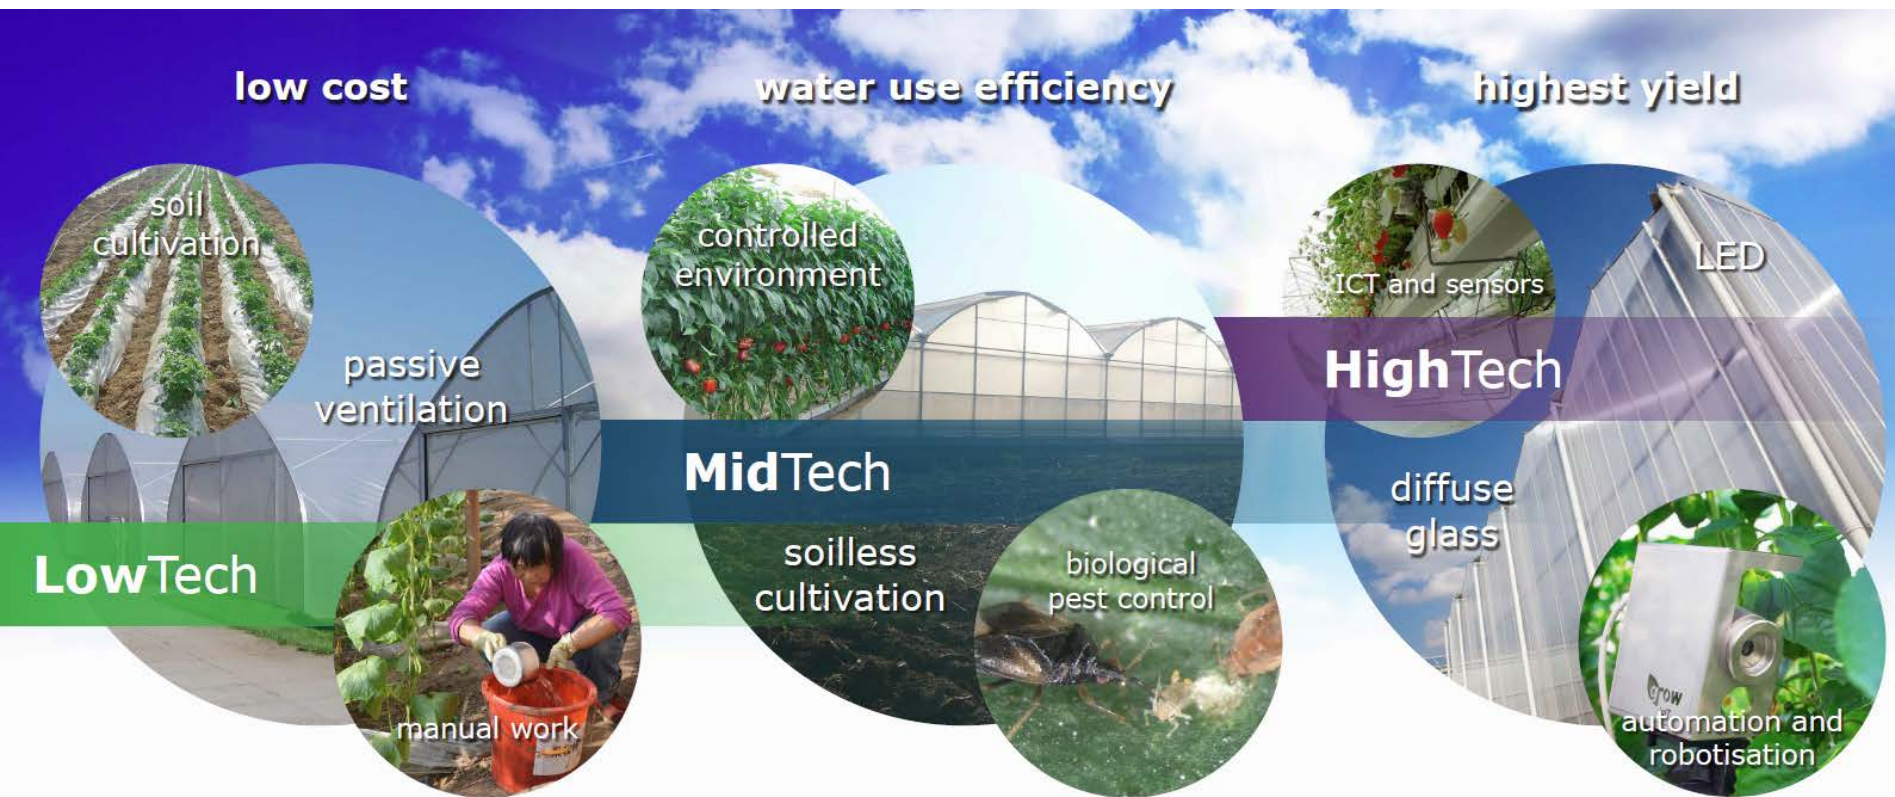 low cost
water use efficiency
highest yield
soil
cultivation
passive
ventilation
LowTech
manual work
controlled
environment
MidTech
soilless
cultivation
biological
pest control
ICT and sensors
LED
HighTech
diffuse
glass
grow
automation and
robotisation